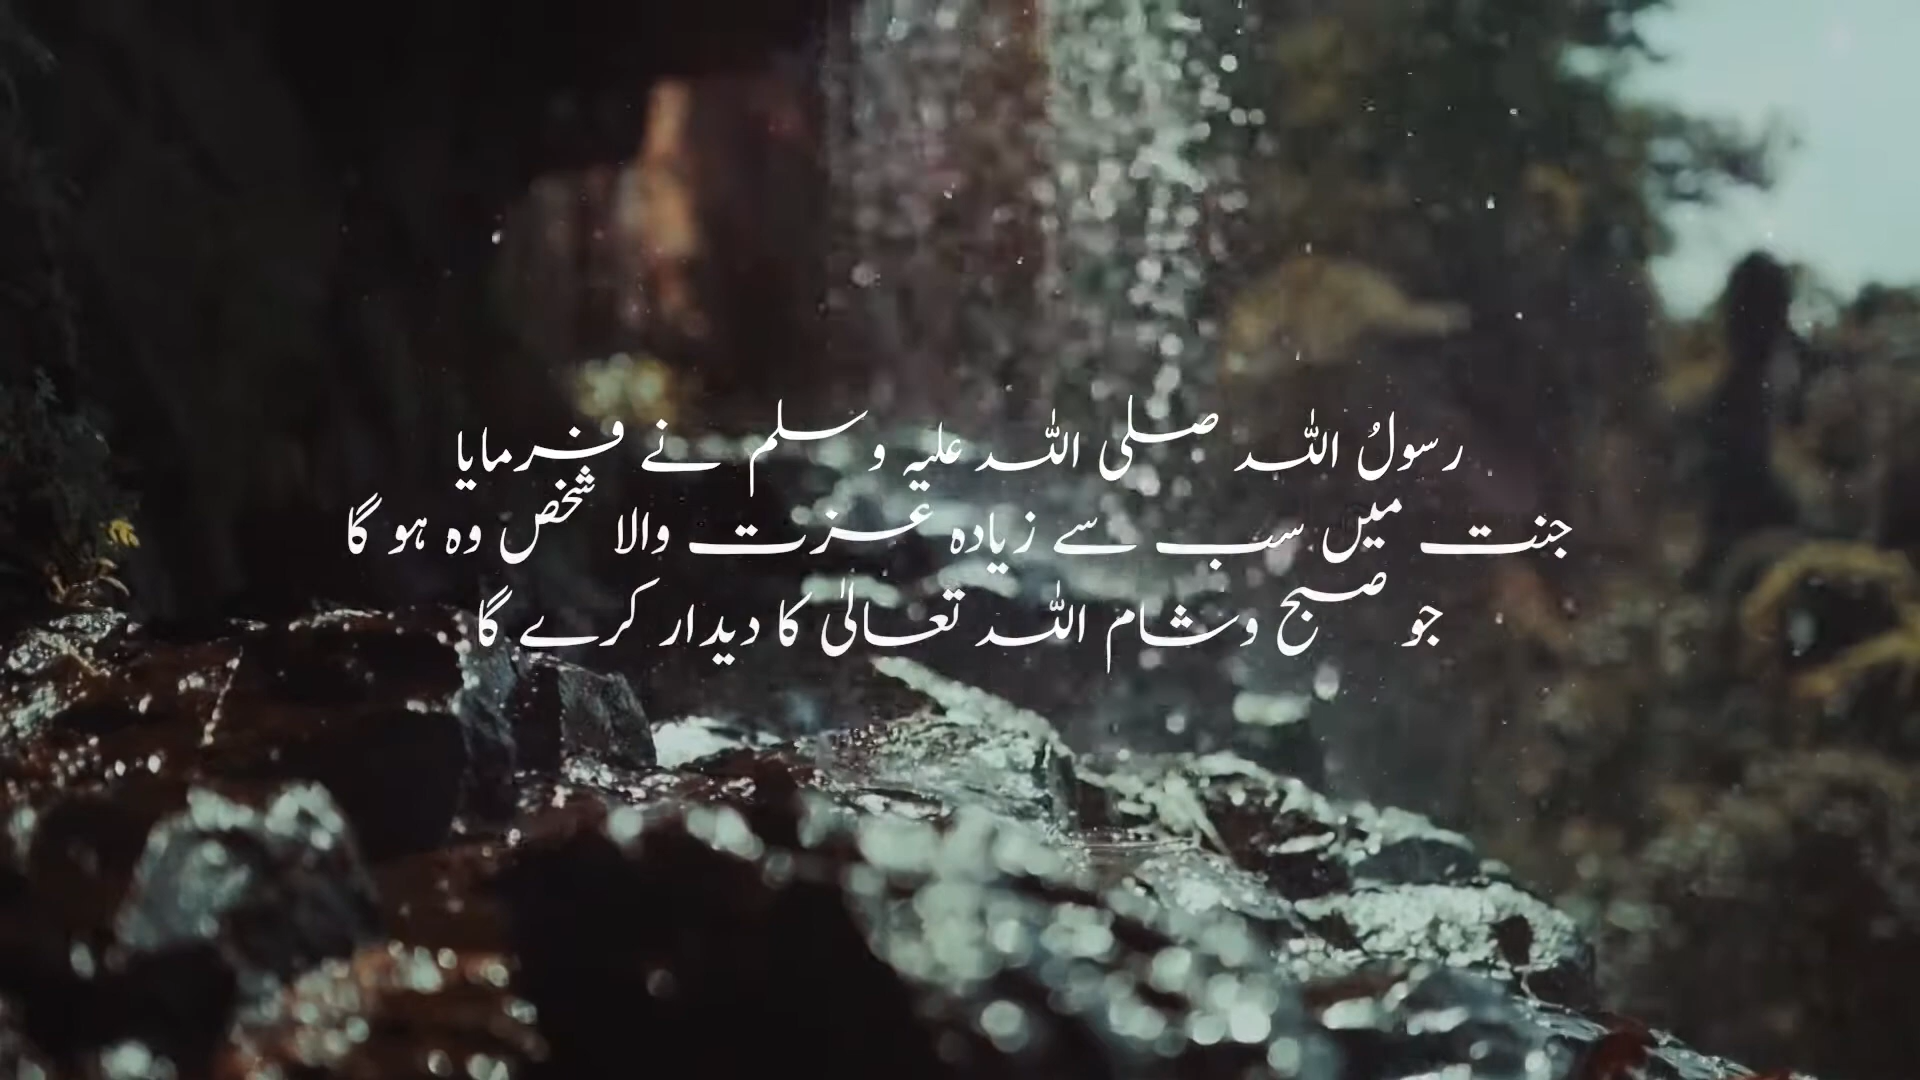 رسولُ اللہ صلی اللہ علیہ وسلم نے فرمایا
جنت میں سب سے زیادہ عزت والا شخص وہ ہو گا
جو صبح وشام اللہ تعالیٰ کا دیدار کرے گا